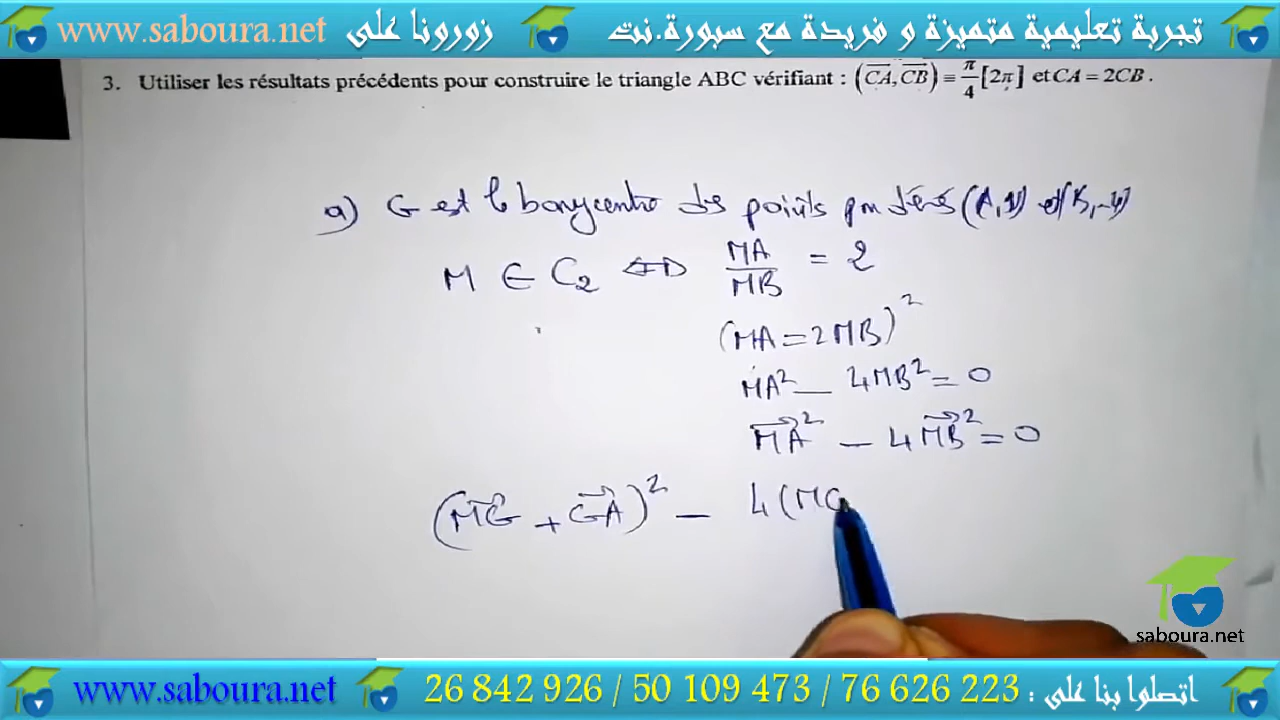 www.saboura.net زورونا على تجربة تعليمية متميزة و فريدة مع سبورة.نت
3. Utiliser les résultats précédents pour construire le triangle ABC vérifiant : (CA, CB) ≡ π/4 [2π] et CA = 2CB .
a) G est le barycentre des points pondérés (A,1) et (B,-4)
M ∈ C₂ ⟺ MA/MB = 2
(MA = 2MB)²
MA² - 4MB² = 0
MA² - 4MB² = 0
(MG + GA)² - 4(MG
saboura.net
www.saboura.net 26 842 926 / 50 109 473 / 76 626 223 : اتصلوا بنا على